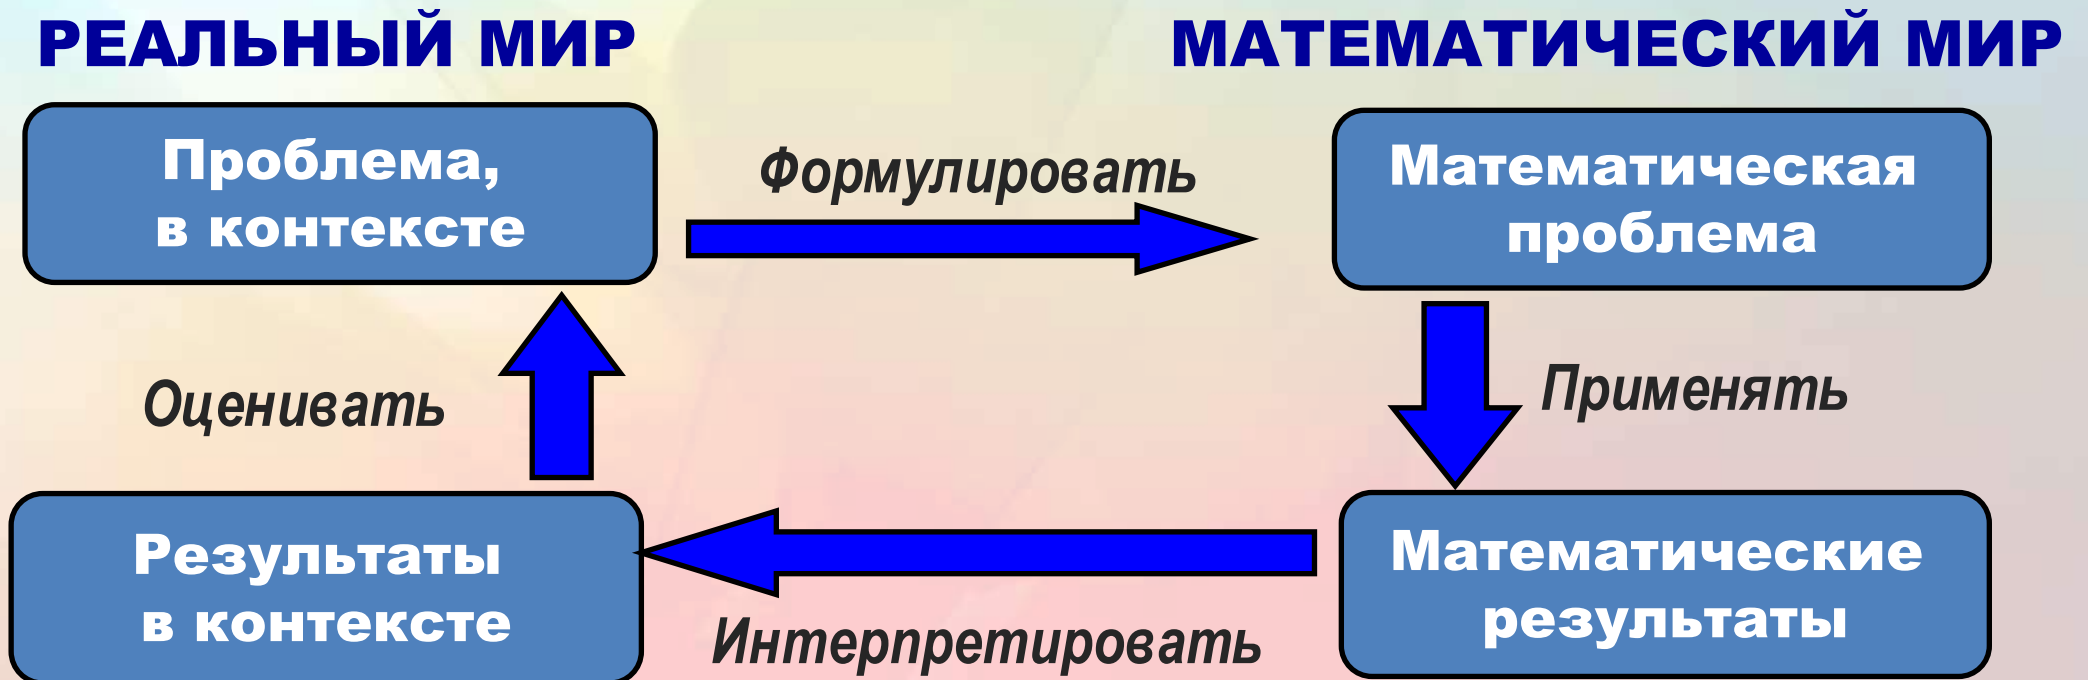 РЕАЛЬНЫЙ МИР
МАТЕМАТИЧЕСКИЙ МИР
Проблема,
в контексте
Формулировать
Математическая
проблема
Оценивать
Применять
Результаты
в контексте
Интерпретировать
Математические
результаты